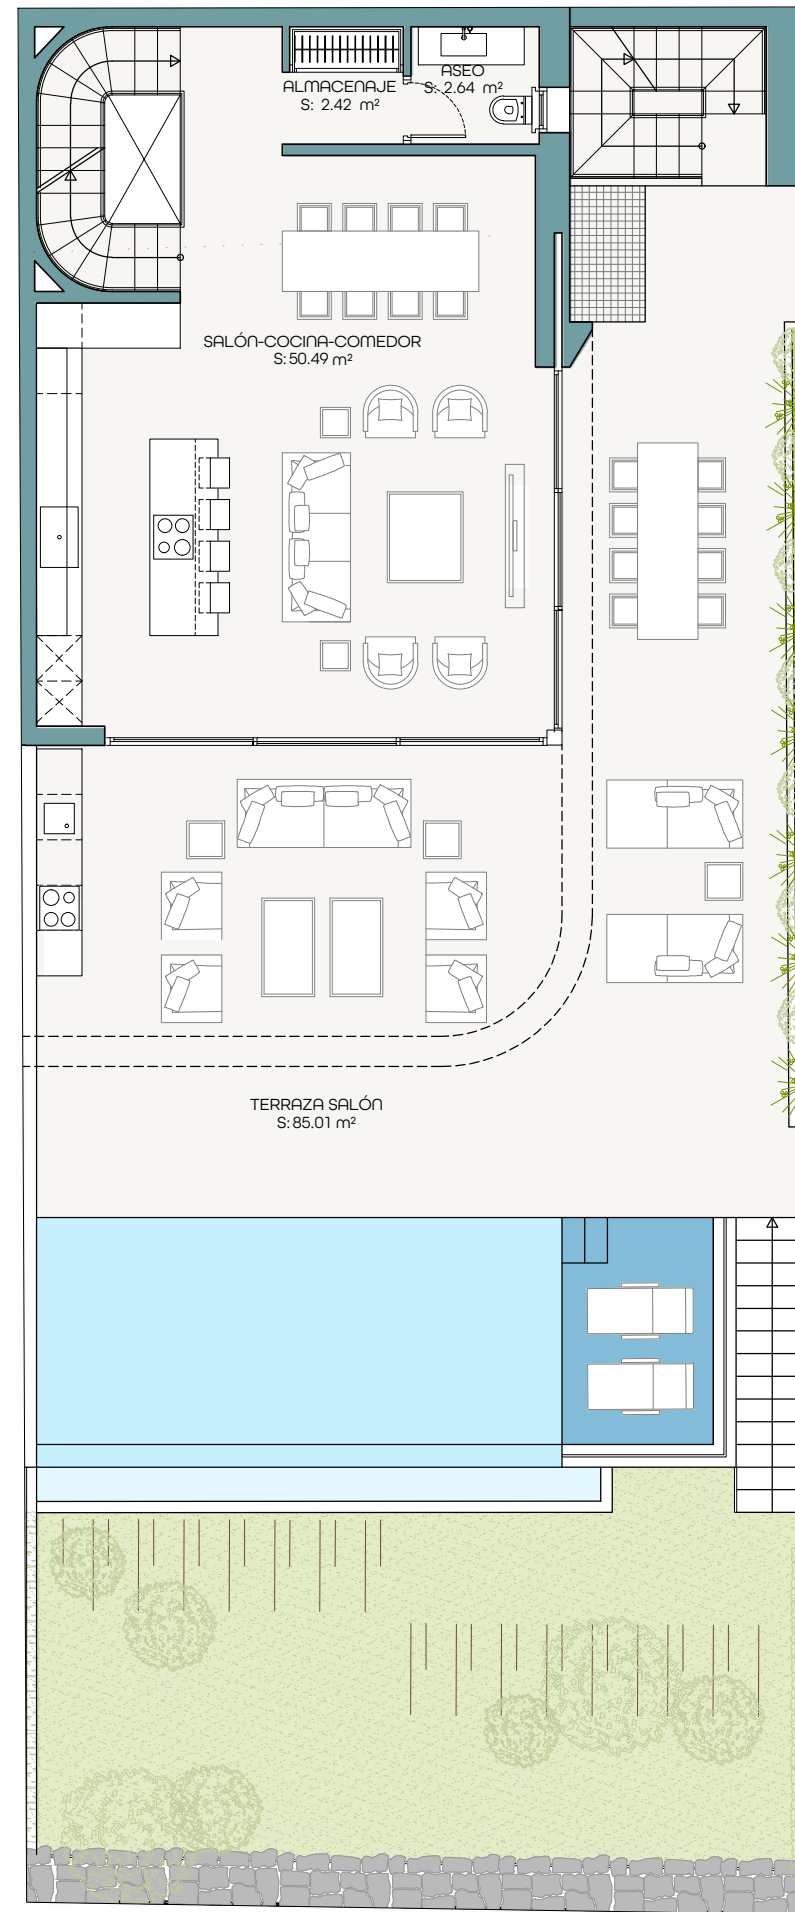 ASEO
S: 2.64 m²
ALMACENAJE
S: 2.42 m²
SALÓN-COCINA-COMEDOR
S: 50.49 m²
TERRAZA SALÓN
S: 85.01 m²